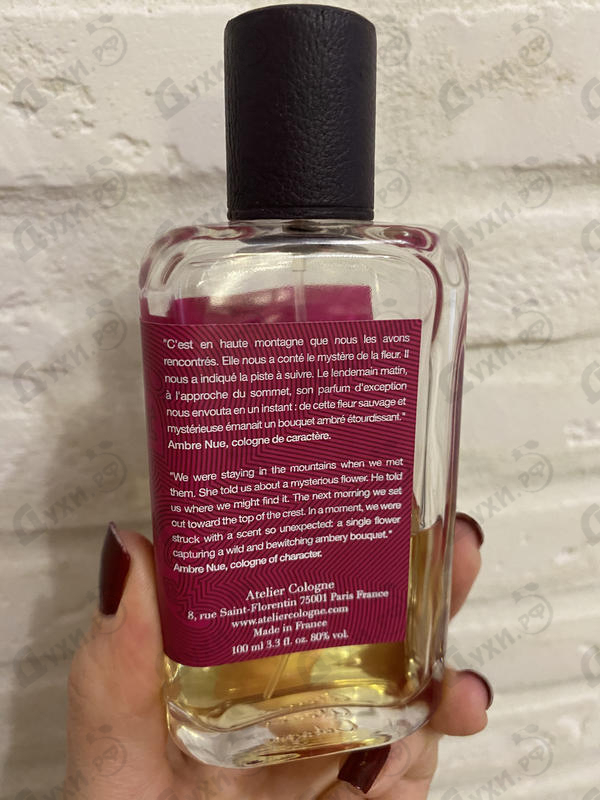 "C'est en haute montagne que nous les avons
rencontrés. Elle nous a conté le mystère de la fleur. Il
nous a indiqué la piste à suivre. Le lendemain matin,
à l'approche du sommet, son parfum d'exception
nous envouta en un instant : de cette fleur sauvage et
mystérieuse émanait un bouquet ambré étourdissant."
Ambre Nue, cologne de caractère.
"We were staying in the mountains when we met
them. She told us about a mysterious flower. He told
us where we might find it. The next morning we set
out toward the top of the crest. In a moment, we were
struck with a scent so unexpected: a single flower
capturing a wild and bewitching ambery bouquet."
Ambre Nue, cologne of character.
Atelier Cologne
8, rue Saint-Florentin 75001 Paris France
www.ateliercologne.com
Made in France
100 ml 3.3 fl. oz. 80% vol.
Духи.рф